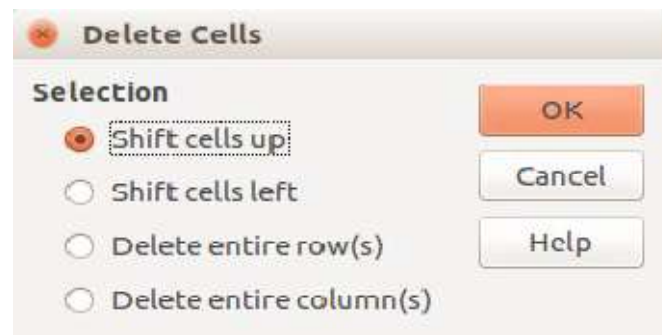 Delete Cells
Selection
Shift cells up
Shift cells left
Delete entire row(s)
Delete entire column(s)
OK
Cancel
Help